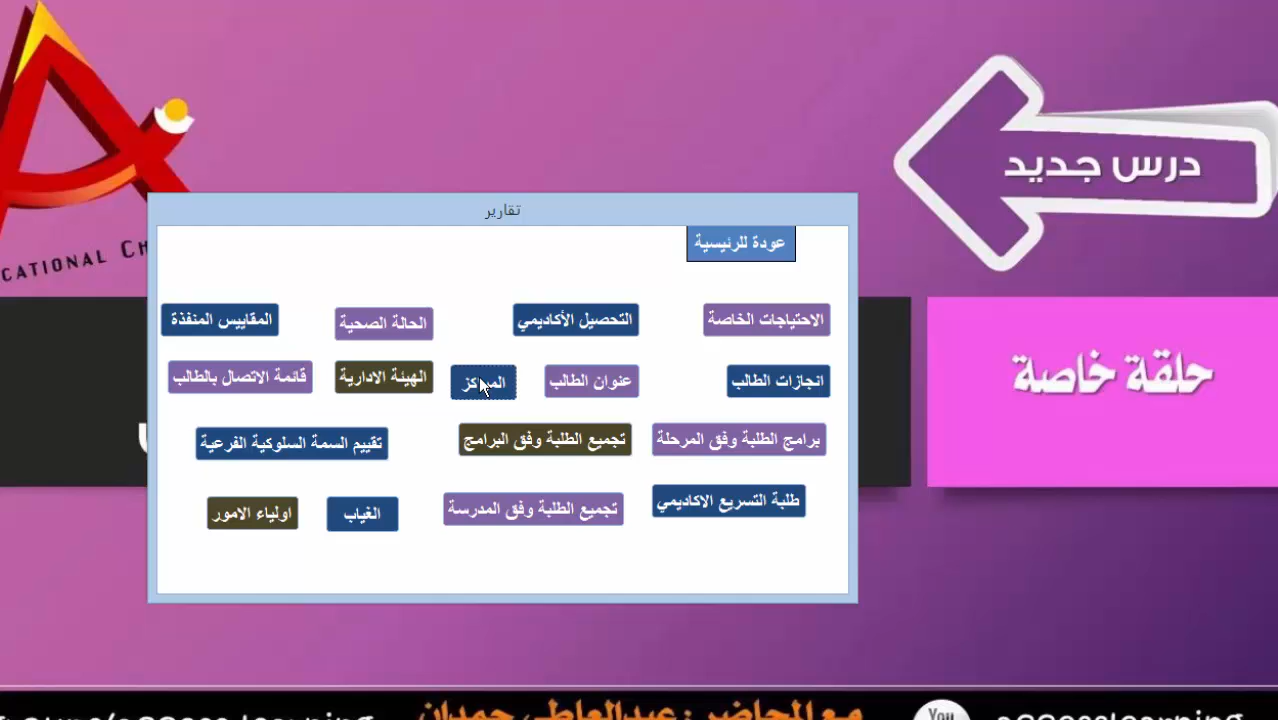 درس جديد
تقارير
عودة للرئيسية
الاحتياجات الخاصة
التحصيل الأكاديمي
الحالة الصحية
المقاييس المنفذة
انجازات الطالب
عنوان الطالب
الهيئة الادارية
قائمة الاتصال بالطالب
حلقة خاصة
برامج الطلبة وفق المرحلة
تجميع الطلبة وفق البرامج
تقييم السمة السلوكية الفرعية
طلبة التسريع الاكاديمي
تجميع الطلبة وفق المدرسة
الغياب
اولياء الامور
مع المحاضر : عبدالعاطي حمدان
You